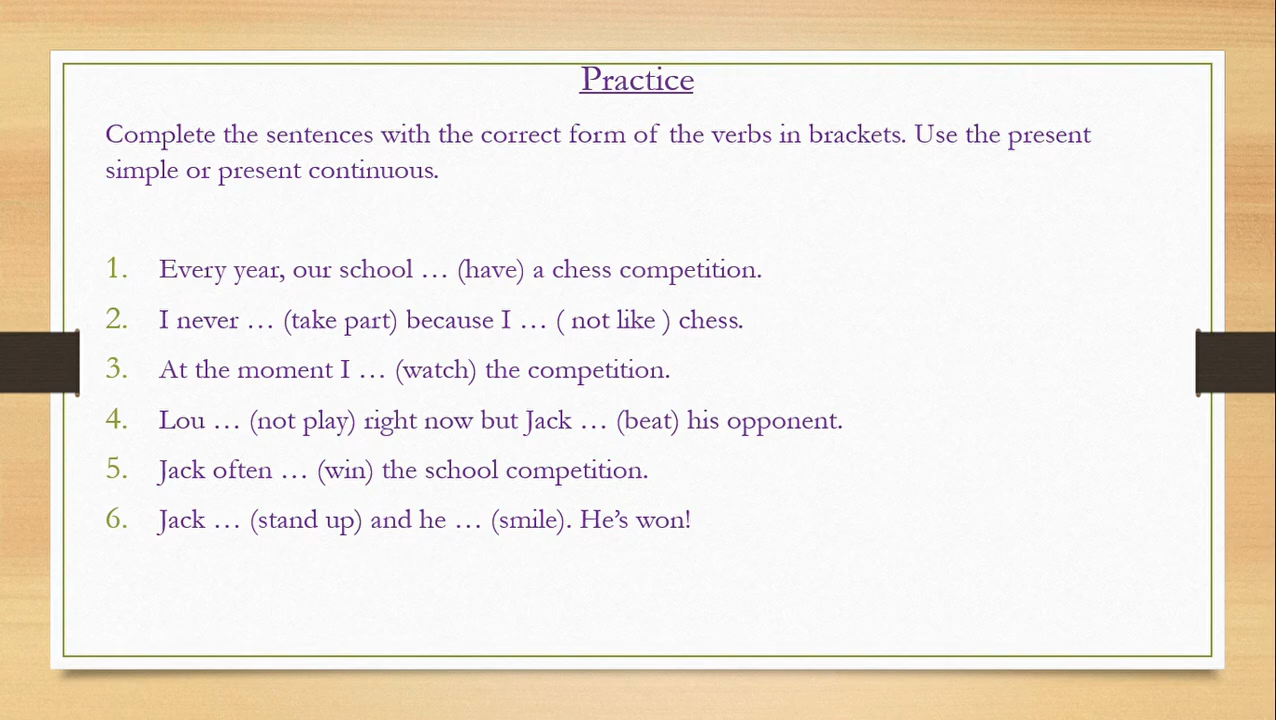 Practice
Complete the sentences with the correct form of the verbs in brackets. Use the present
simple or present continuous.
1. Every year, our school … (have) a chess competition.
2. I never … (take part) because I … ( not like ) chess.
3. At the moment I … (watch) the competition.
4. Lou … (not play) right now but Jack … (beat) his opponent.
5. Jack often … (win) the school competition.
6. Jack … (stand up) and he … (smile). He’s won!